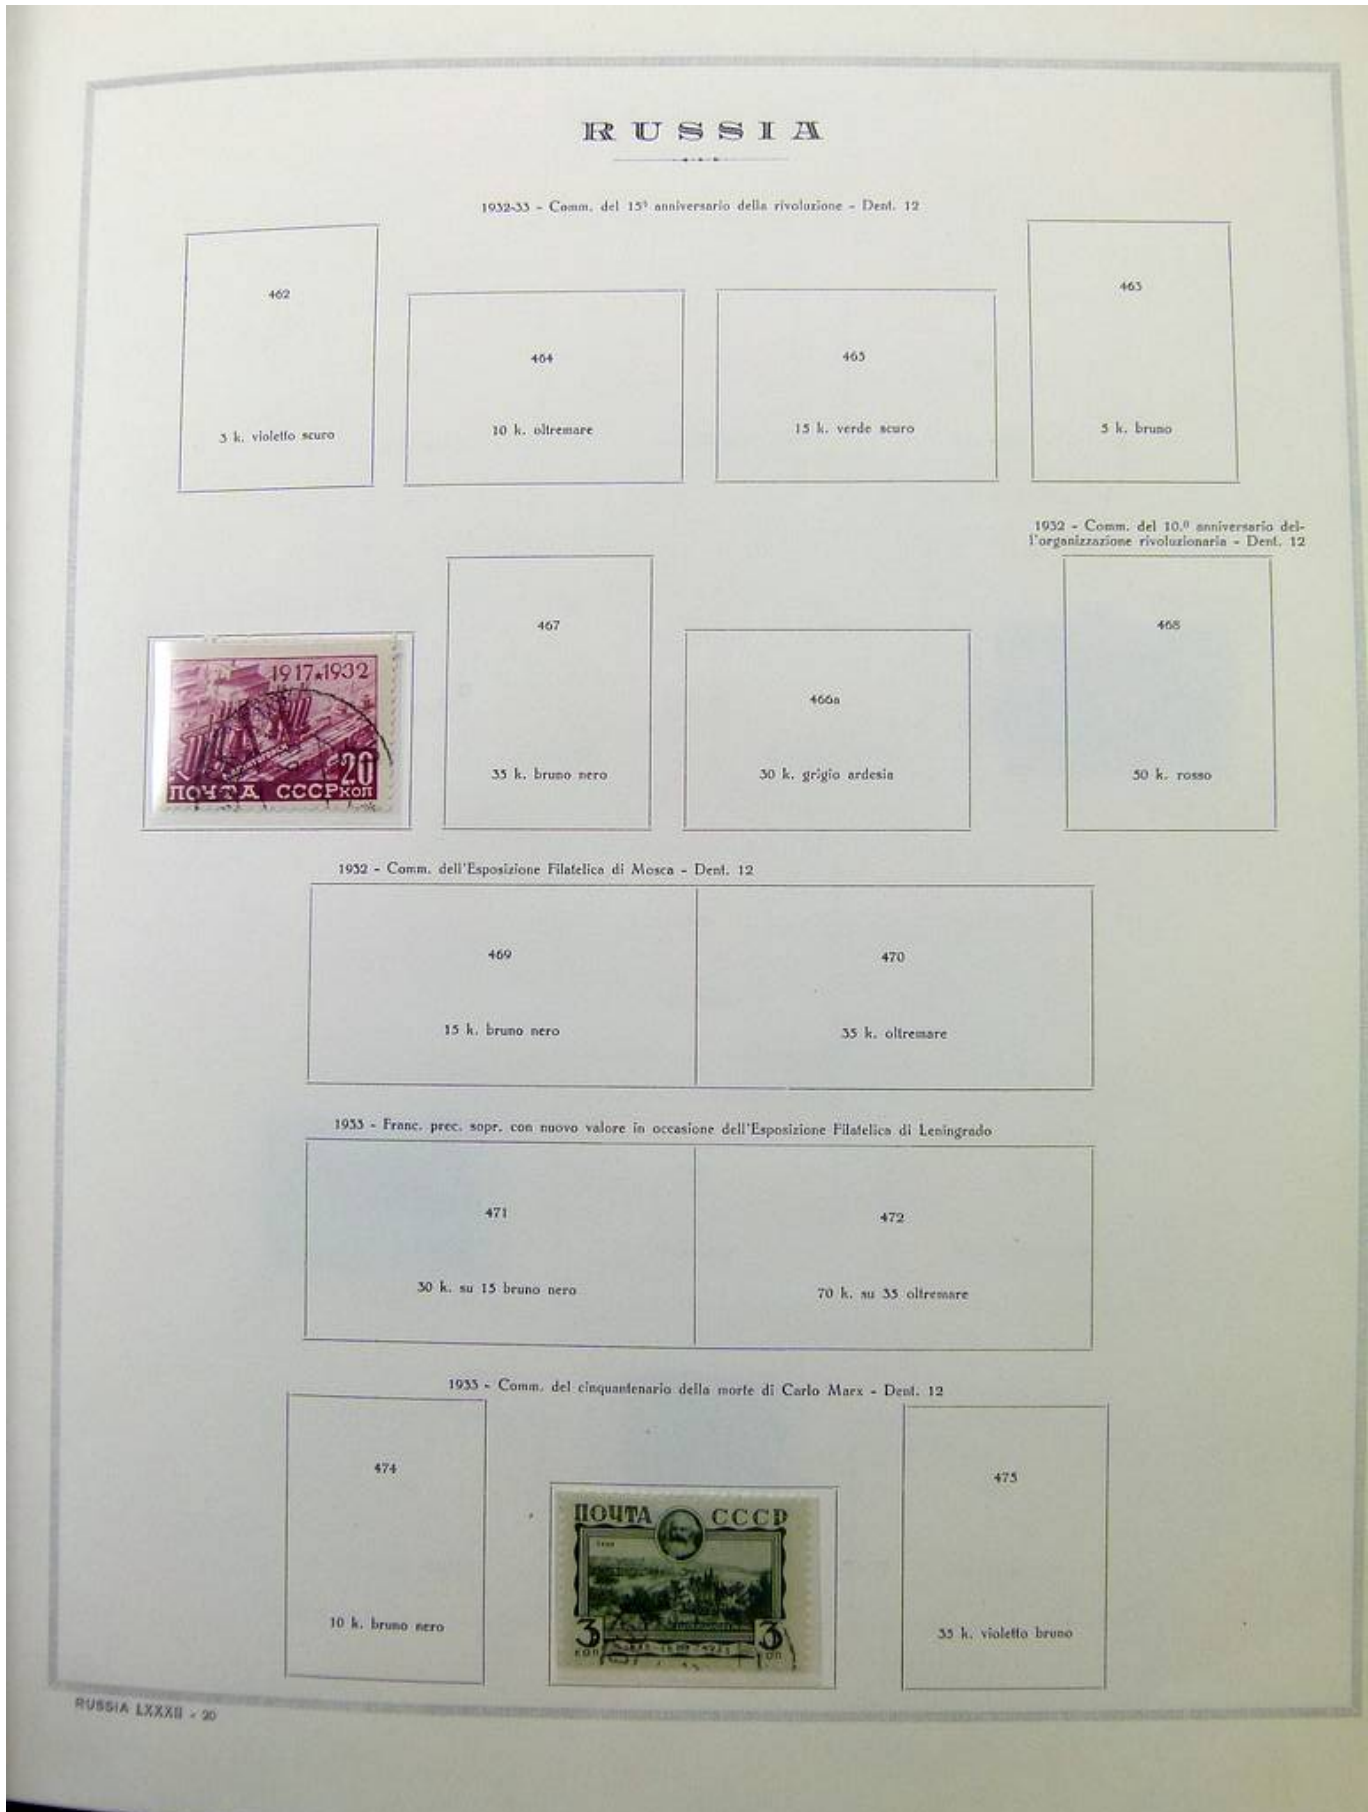 RUSSIA
1932-33 - Comm. del 15º anniversario della rivoluzione - Dent. 12
462
3 k. violetto scuro
464
10 k. oltremare
465
15 k. verde scuro
463
5 k. bruno
1932 - Comm. del 10.º anniversario del-
l'organizzazione rivoluzionaria - Dent. 12
1917★1932
20
ПОЧТА СССР КОП
467
35 k. bruno nero
466a
30 k. grigio ardesia
468
50 k. rosso
1932 - Comm. dell'Esposizione Filatelica di Mosca - Dent. 12
469
15 k. bruno nero
470
35 k. oltremare
1933 - Franc. prec. sopr. con nuovo valore in occasione dell'Esposizione Filatelica di Leningrado
471
30 k. su 15 bruno nero
472
70 k. su 35 oltremare
1933 - Comm. del cinquantenario della morte di Carlo Marx - Dent. 12
474
10 k. bruno nero
ПОЧТА СССР
3 3
КОП КОП
475
35 k. violetto bruno
RUSSIA LXXXII - 20